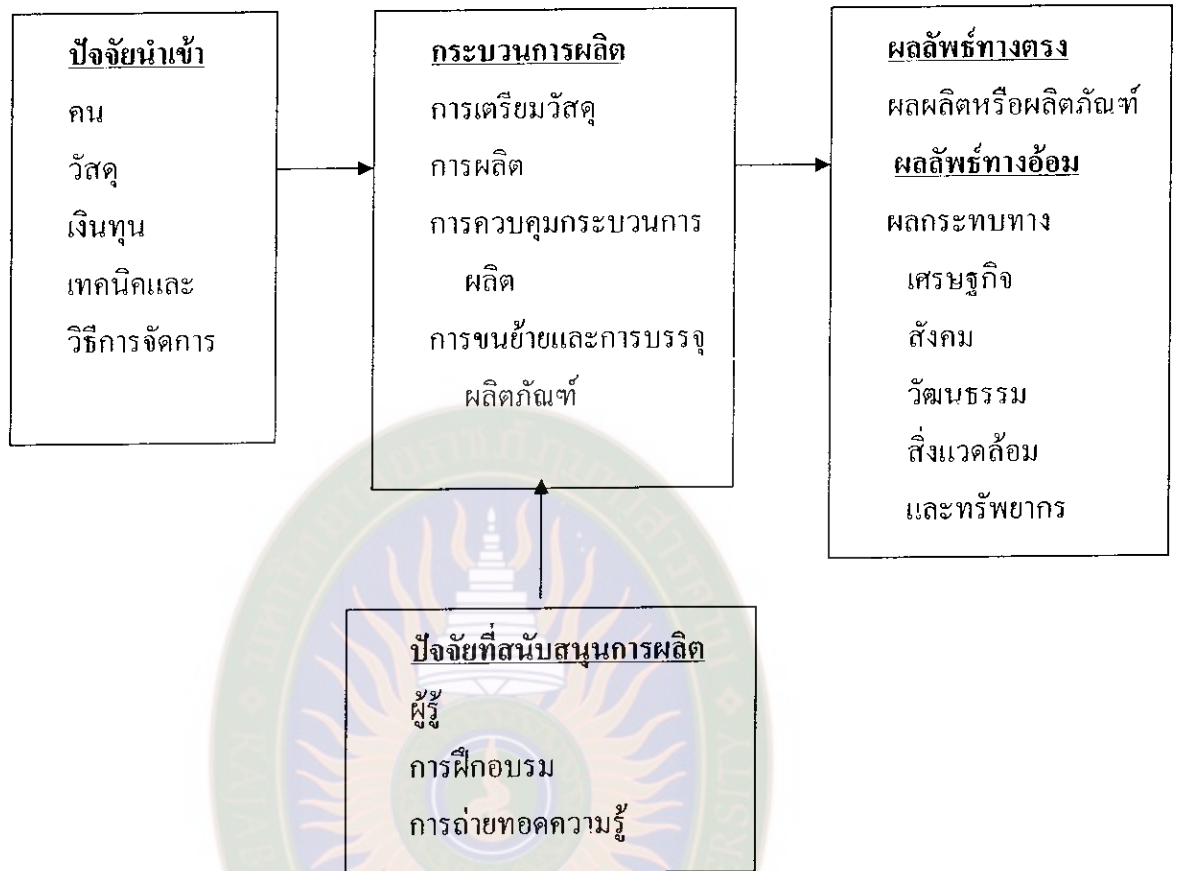 ปัจจัยนำเข้า
คน
วัสดุ
เงินทุน
เทคนิคและ
วิธีการจัดการ
กระบวนการผลิต
การเตรียมวัสดุ
การผลิต
การควบคุมกระบวนการ
ผลิต
การขนย้ายและการบรรจุ
ผลิตภัณฑ์
ผลลัพธ์ทางตรง
ผลผลิตหรือผลิตภัณฑ์
ผลลัพธ์ทางอ้อม
ผลกระทบทาง
เศรษฐกิจ
สังคม
วัฒนธรรม
สิ่งแวดล้อม
และทรัพยากร
ปัจจัยที่สนับสนุนการผลิต
ผู้รู้
การฝึกอบรม
การถ่ายทอดความรู้